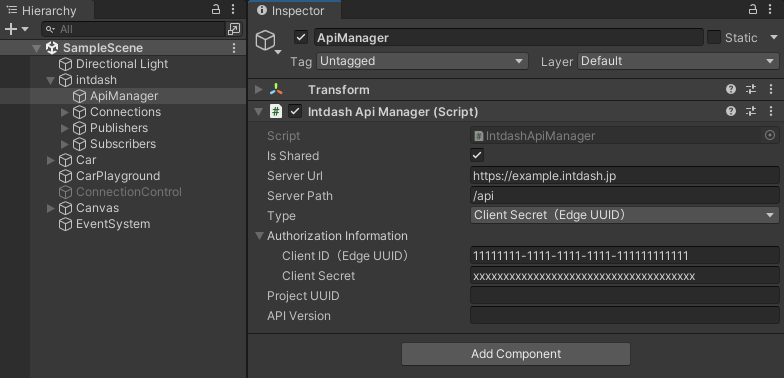 Hierarchy
All
SampleScene
Directional Light
intdash
ApiManager
Connections
Publishers
Subscribers
Car
CarPlayground
ConnectionControl
Canvas
EventSystem
Inspector
ApiManager Static
Tag Untagged Layer Default
Transform
Intdash Api Manager (Script)
Script IntdashApiManager
Is Shared
Server Url https://example.intdash.jp
Server Path /api
Type Client Secret（Edge UUID）
Authorization Information
Client ID（Edge UUID） 11111111-1111-1111-1111-111111111111
Client Secret xxxxxxxxxxxxxxxxxxxxxxxxxxxxxxxxxxxxx
Project UUID
API Version
Add Component